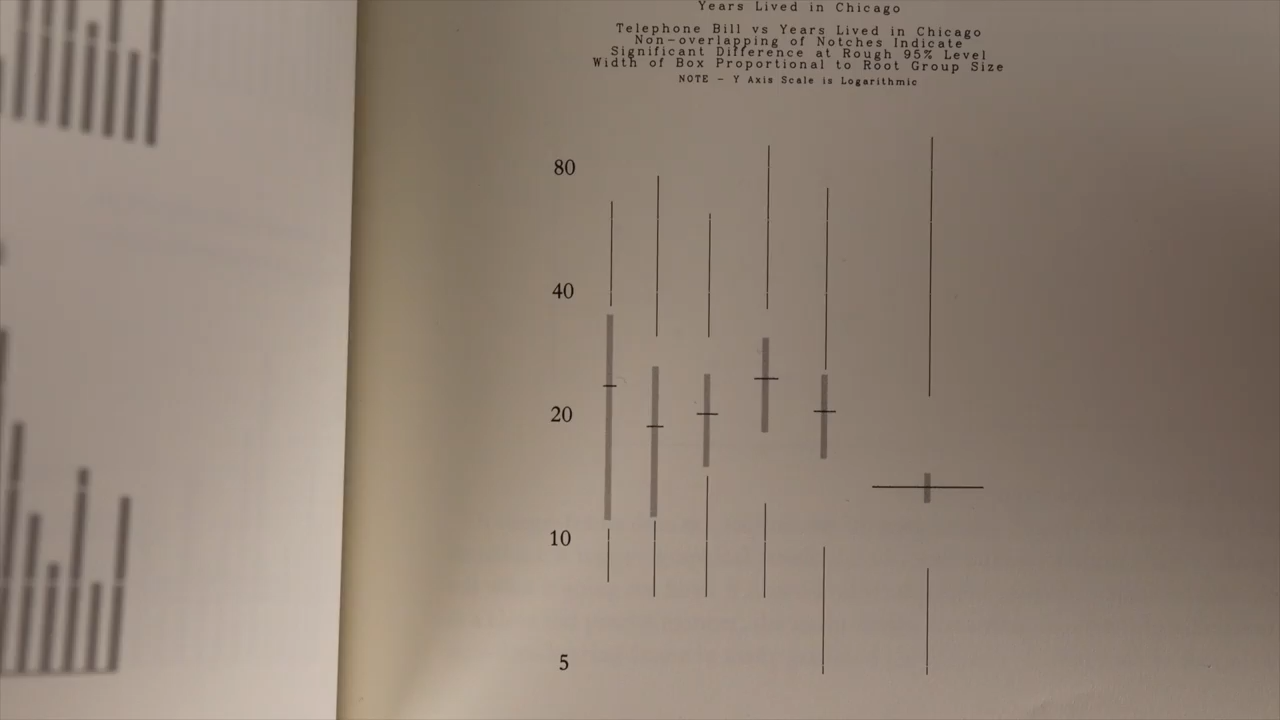 Years Lived in Chicago
Telephone Bill vs Years Lived in Chicago
Non-overlapping of Notches Indicate
Significant Difference at Rough 95% Level
Width of Box Proportional to Root Group Size
NOTE - Y Axis Scale is Logarithmic
80
40
20
10
5